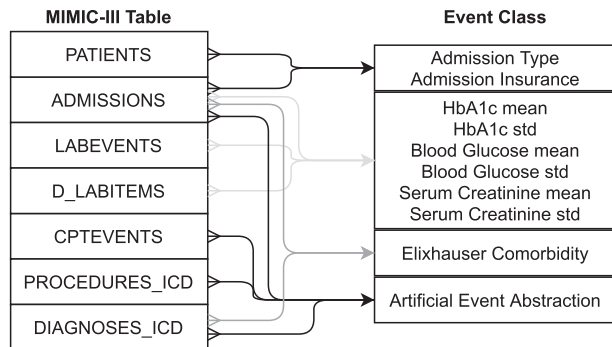 MIMIC-III Table
PATIENTS
ADMISSIONS
LABEVENTS
D_LABITEMS
CPTEVENTS
PROCEDURES_ICD
DIAGNOSES_ICD
Event Class
Admission Type
Admission Insurance
HbA1c mean
HbA1c std
Blood Glucose mean
Blood Glucose std
Serum Creatinine mean
Serum Creatinine std
Elixhauser Comorbidity
Artificial Event Abstraction